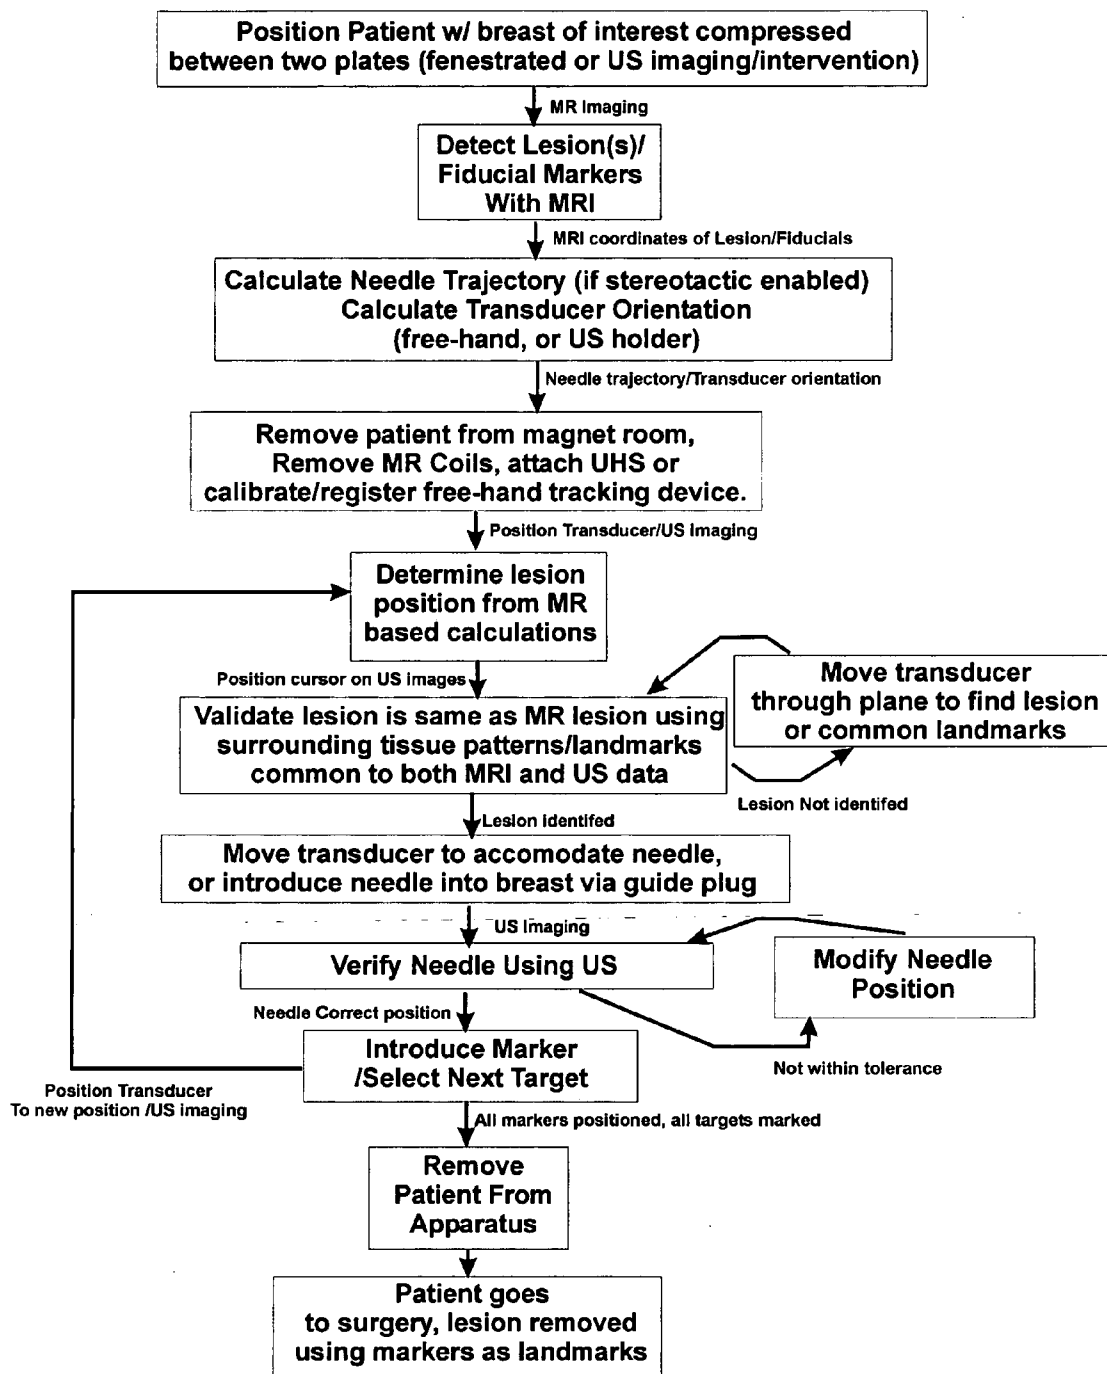 Position Patient w/ breast of interest compressed
between two plates (fenestrated or US imaging/intervention)
MR Imaging
Detect Lesion(s)/
Fiducial Markers
With MRI
MRI coordinates of Lesion/Fiducials
Calculate Needle Trajectory (if stereotactic enabled)
Calculate Transducer Orientation
(free-hand, or US holder)
Needle trajectory/Transducer orientation
Remove patient from magnet room,
Remove MR Coils, attach UHS or
calibrate/register free-hand tracking device.
Position Transducer/US Imaging
Determine lesion
position from MR
based calculations
Position cursor on US images
Move transducer
through plane to find lesion
or common landmarks
Validate lesion is same as MR lesion using
surrounding tissue patterns/landmarks
common to both MRI and US data
Lesion Not identifed
Lesion identifed
Move transducer to accomodate needle,
or introduce needle into breast via guide plug
US Imaging
Verify Needle Using US
Modify Needle
Position
Needle Correct position
Not within tolerance
Introduce Marker
/Select Next Target
Position Transducer
To new position /US imaging
All markers positioned, all targets marked
Remove
Patient From
Apparatus
Patient goes
to surgery, lesion removed
using markers as landmarks